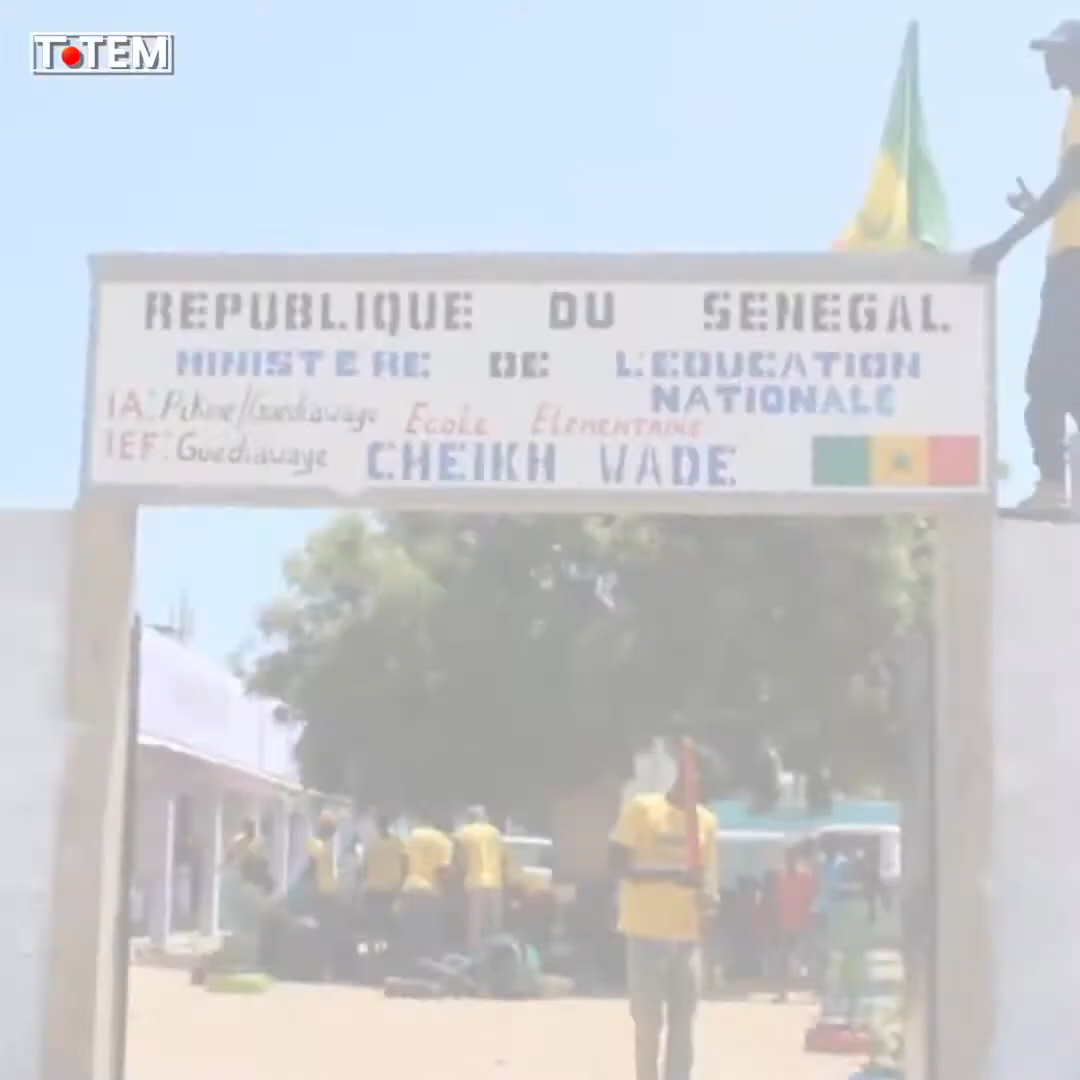 TOTEM
REPUBLIQUE DU SENEGAL
MINISTERE DE L'EDUCATION
NATIONALE
IA: Pikine/Guediawaye Ecole Elementaire
IEF: Guediawaye CHEIKH WADE